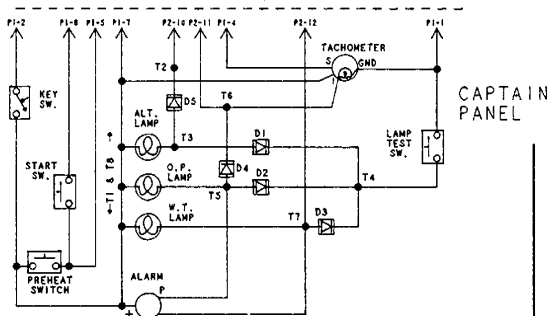 P1-2 P1-8 P1-5 P1-7 P2-10 P2-11 P1-4 P2-12 P1-1
TACHOMETER
S GND
I
T2
KEY SW.
D5
T6
CAPTAIN PANEL
ALT. LAMP
D1
LAMP TEST SW.
T3
START SW.
←T1 & T8→
O.P. LAMP
D4
D2
T4
T5
W.T. LAMP
T7
D3
PREHEAT SWITCH
ALARM
P
+